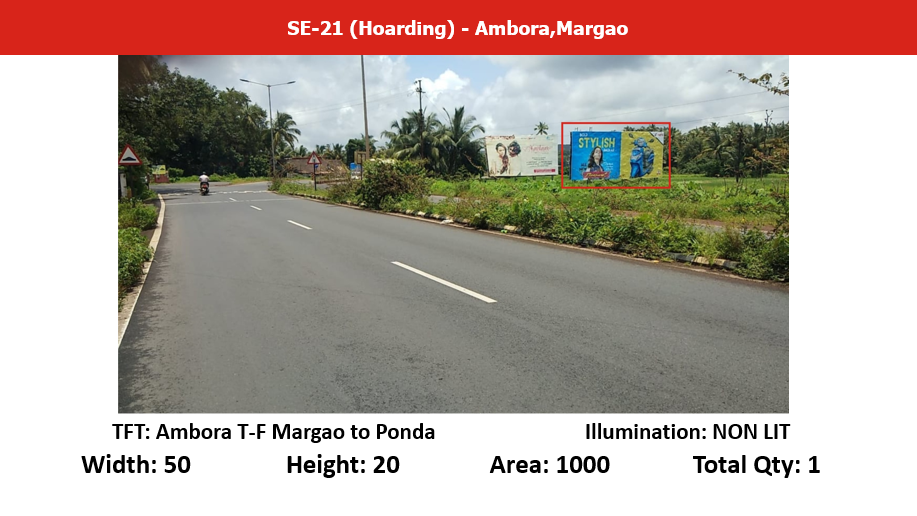 SE-21 (Hoarding) - Ambora,Margao
STYLISH
TFT: Ambora T-F Margao to Ponda
Illumination: NON LIT
Width: 50 Height: 20 Area: 1000 Total Qty: 1